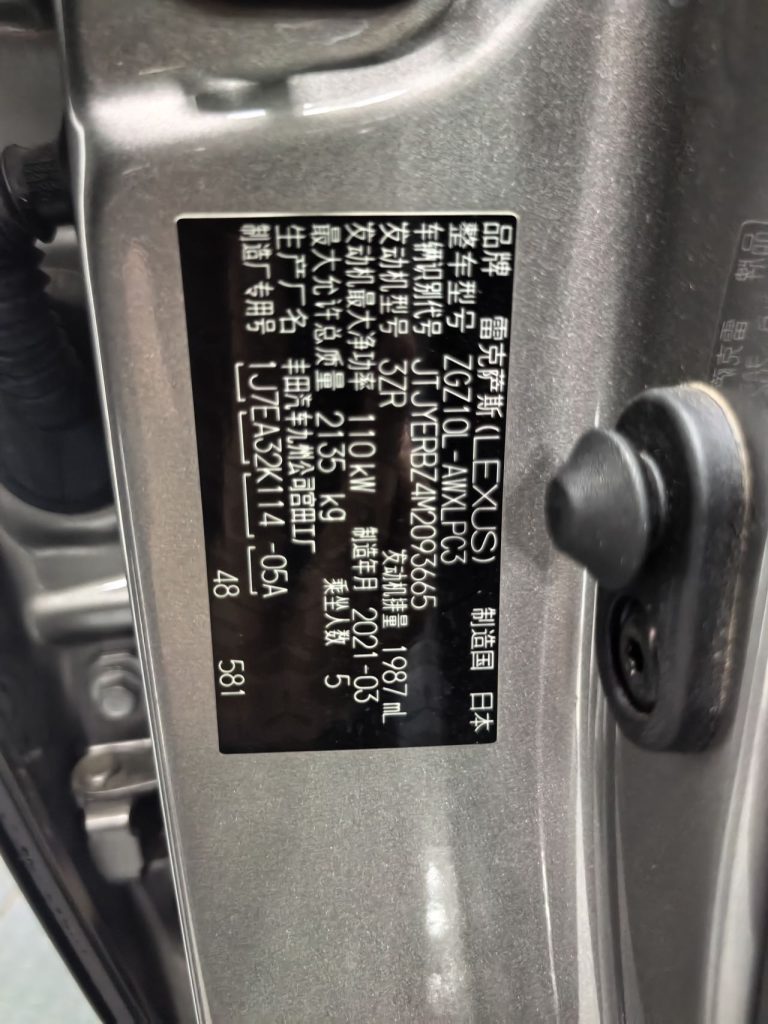 品牌 雷克萨斯(LEXUS) 制造国 日本
整车型号 ZGZ10L-AWXLPC3
车辆识别代号 JTJYERBZ4M2093665
发动机型号 3ZR 发动机排量 1987 mL
发动机最大净功率 110 kW 制造年月 2021-03
最大允许总质量 2135 kg 乘坐人数 5
生产厂名 丰田汽车九州公司宫田工厂
制造厂专用号 1J7EA32K114 -05A
48 581